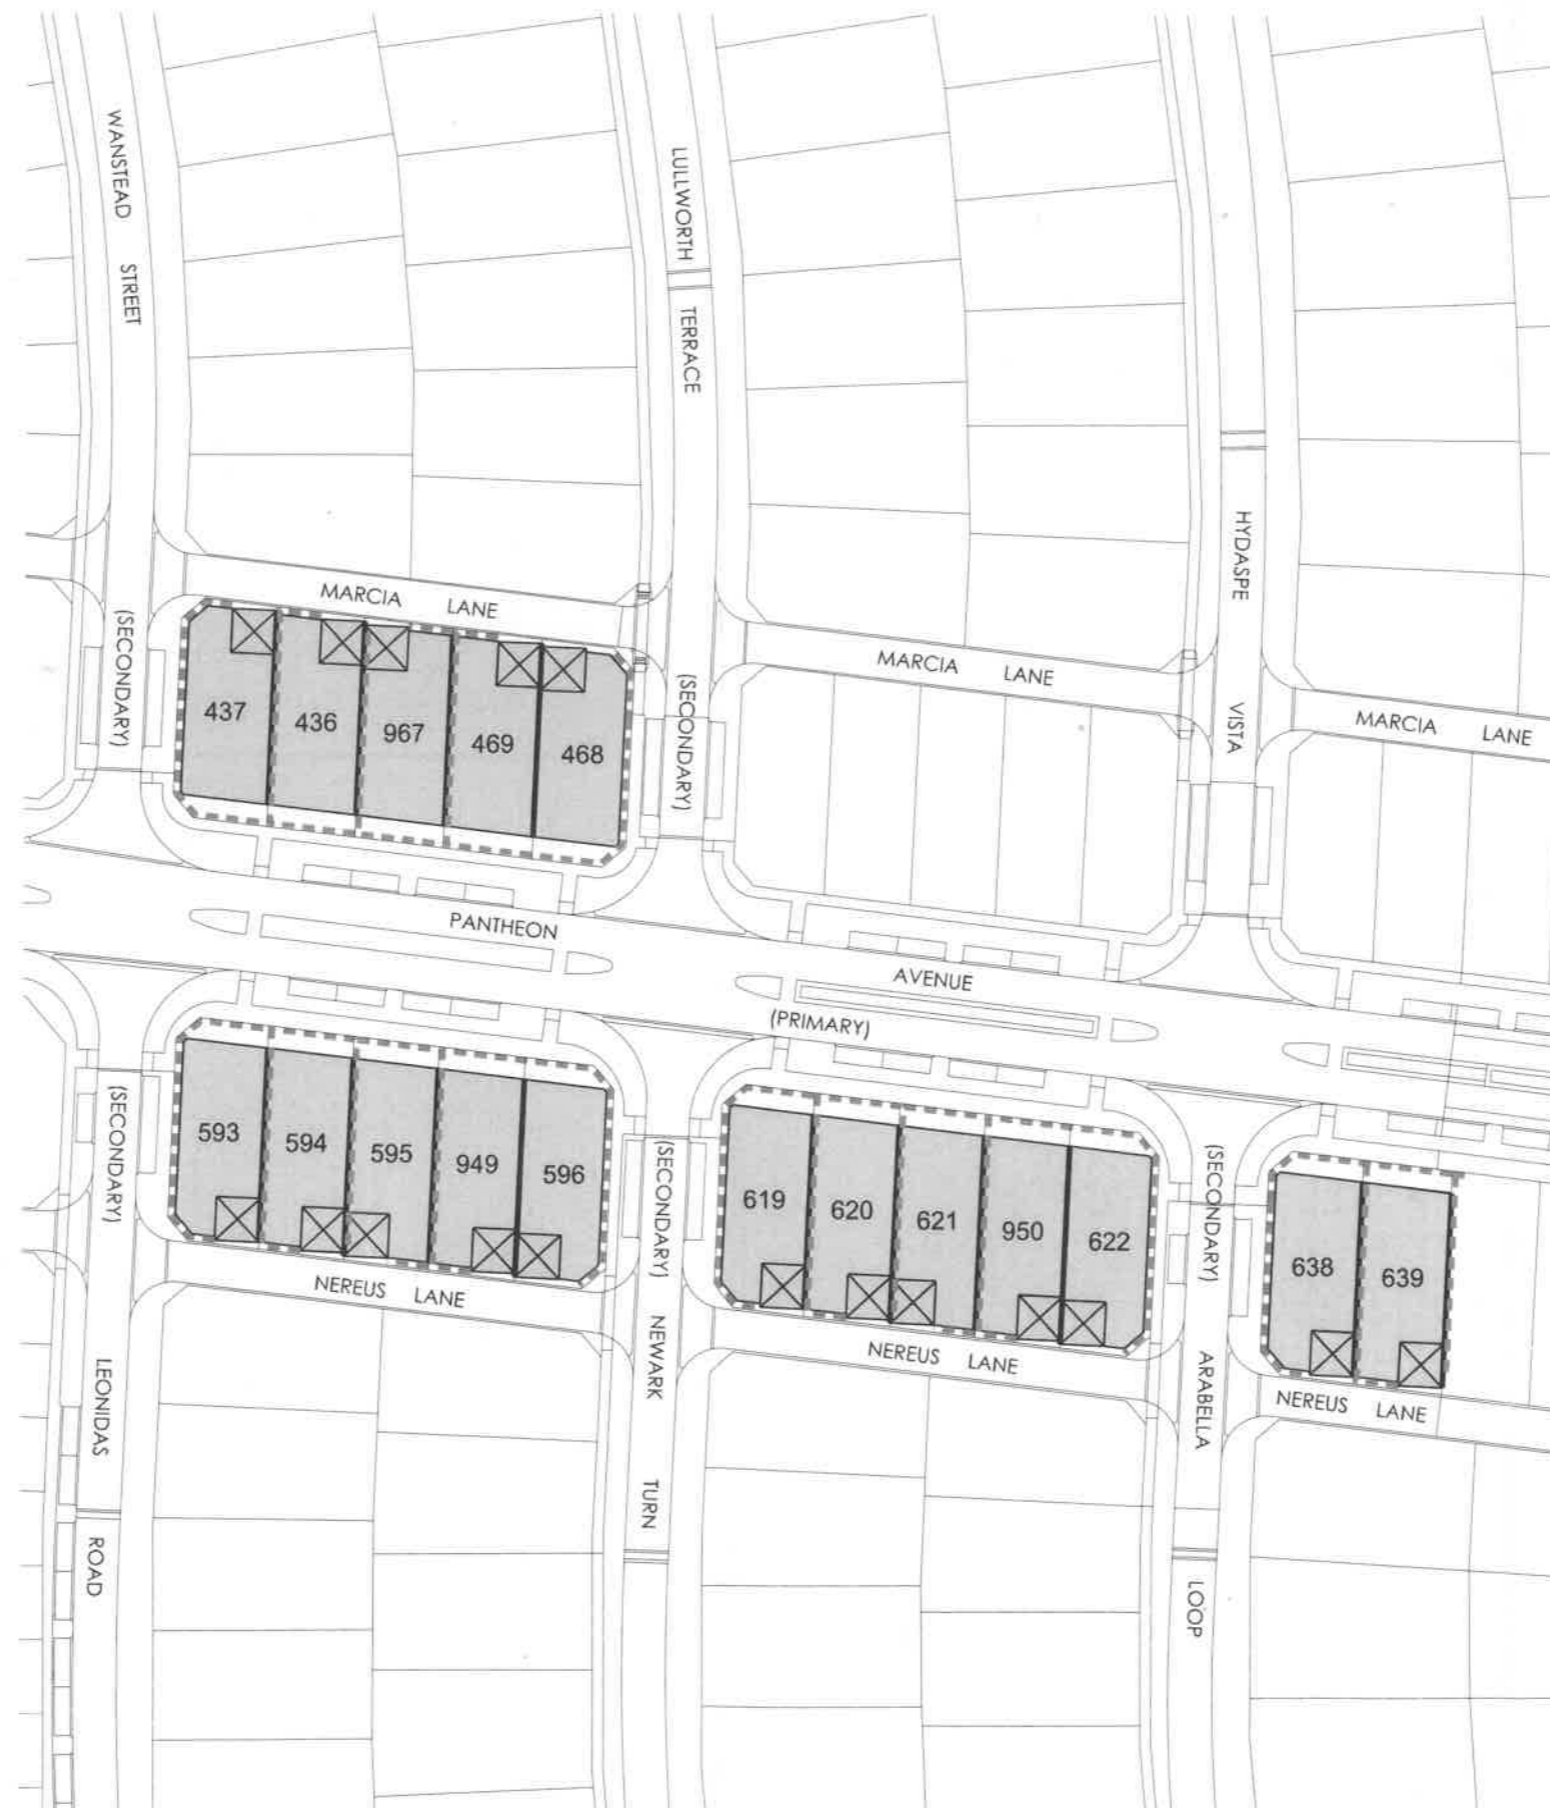 WANSTEAD STREET
(SECONDARY)
LULLWORTH TERRACE
(SECONDARY)
HYDASPE VISTA
MARCIA LANE
MARCIA LANE
MARCIA LANE
437
436
967
469
468
PANTHEON AVENUE
(PRIMARY)
593
594
595
949
596
619
620
621
950
622
638
639
(SECONDARY)
LEONIDAS ROAD
(SECONDARY)
NEWARK TURN
(SECONDARY)
ARABELLA LOOP
NEREUS LANE
NEREUS LANE
NEREUS LANE